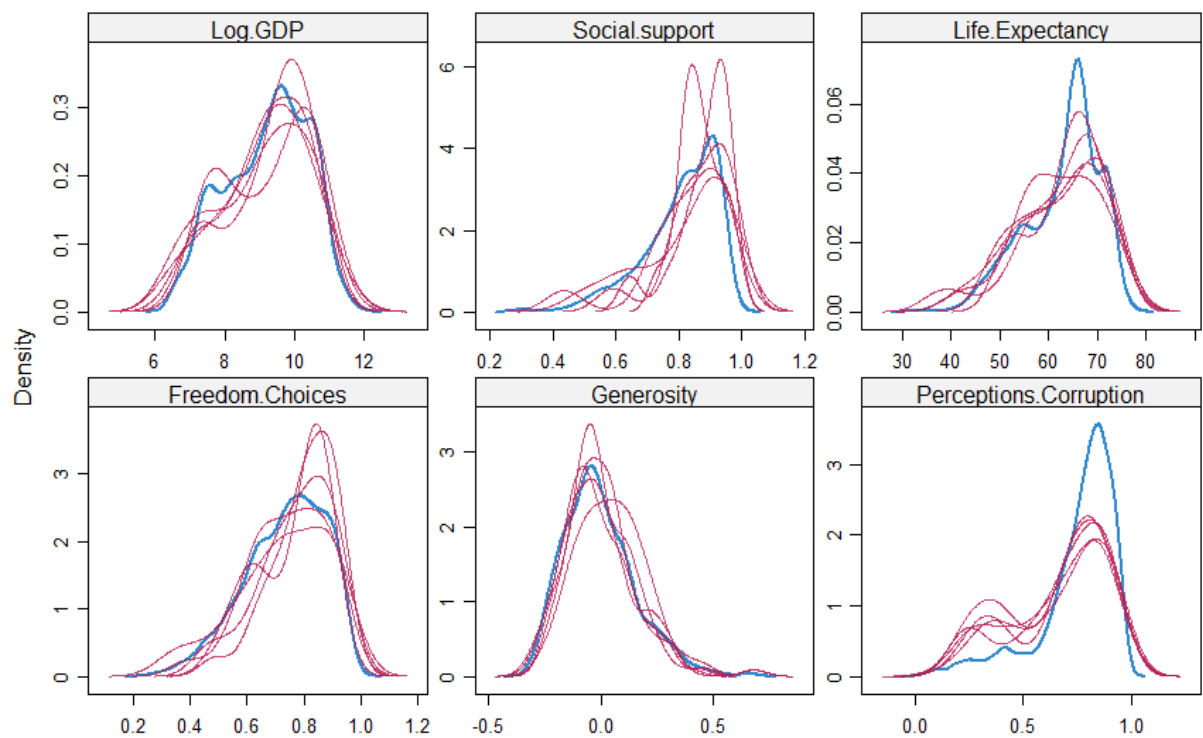 Log.GDP
Social.support
Life.Expectancy
0.0 0.1 0.2 0.3
0 2 4 6
0.00 0.02 0.04 0.06
6 8 10 12
0.2 0.4 0.6 0.8 1.0 1.2
30 40 50 60 70 80
Density
Freedom.Choices
Generosity
Perceptions.Corruption
0 1 2 3
0 1 2 3
0 1 2 3
0.2 0.4 0.6 0.8 1.0 1.2
-0.5 0.0 0.5
0.0 0.5 1.0